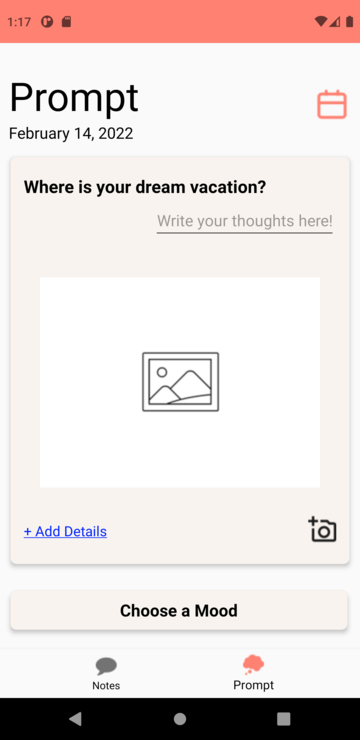 1:17
Prompt
February 14, 2022
Where is your dream vacation?
Write your thoughts here!
+ Add Details
Choose a Mood
Notes
Prompt